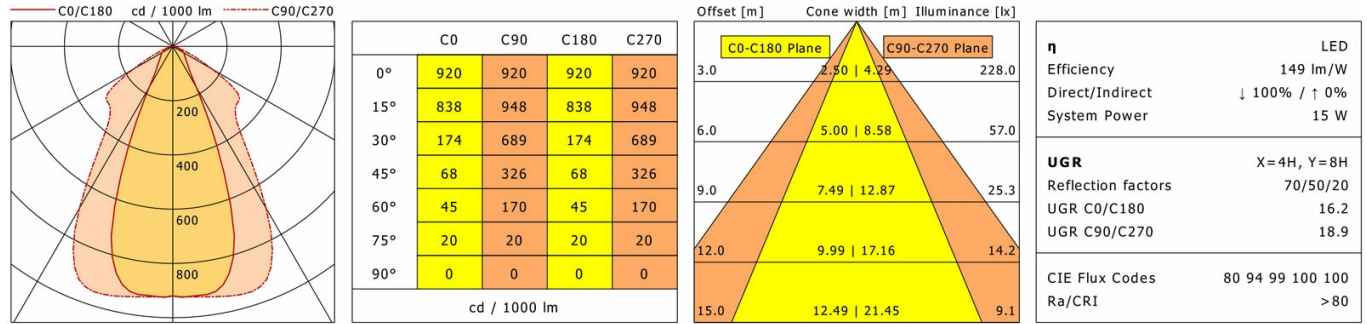 C0/C180 cd / 1000 lm C90/C270
200
400
600
800
C0 C90 C180 C270
0° 920 920 920 920
15° 838 948 838 948
30° 174 689 174 689
45° 68 326 68 326
60° 45 170 45 170
75° 20 20 20 20
90° 0 0 0 0
cd / 1000 lm
Offset [m] Cone width [m] Illuminance [lx]
C0-C180 Plane C90-C270 Plane
3.0 2.50 | 4.29 228.0
6.0 5.00 | 8.58 57.0
9.0 7.49 | 12.87 25.3
12.0 9.99 | 17.16 14.2
15.0 12.49 | 21.45 9.1
η LED
Efficiency 149 lm/W
Direct/Indirect ↓ 100% / ↑ 0%
System Power 15 W
UGR X=4H, Y=8H
Reflection factors 70/50/20
UGR C0/C180 16.2
UGR C90/C270 18.9
CIE Flux Codes 80 94 99 100 100
Ra/CRI >80